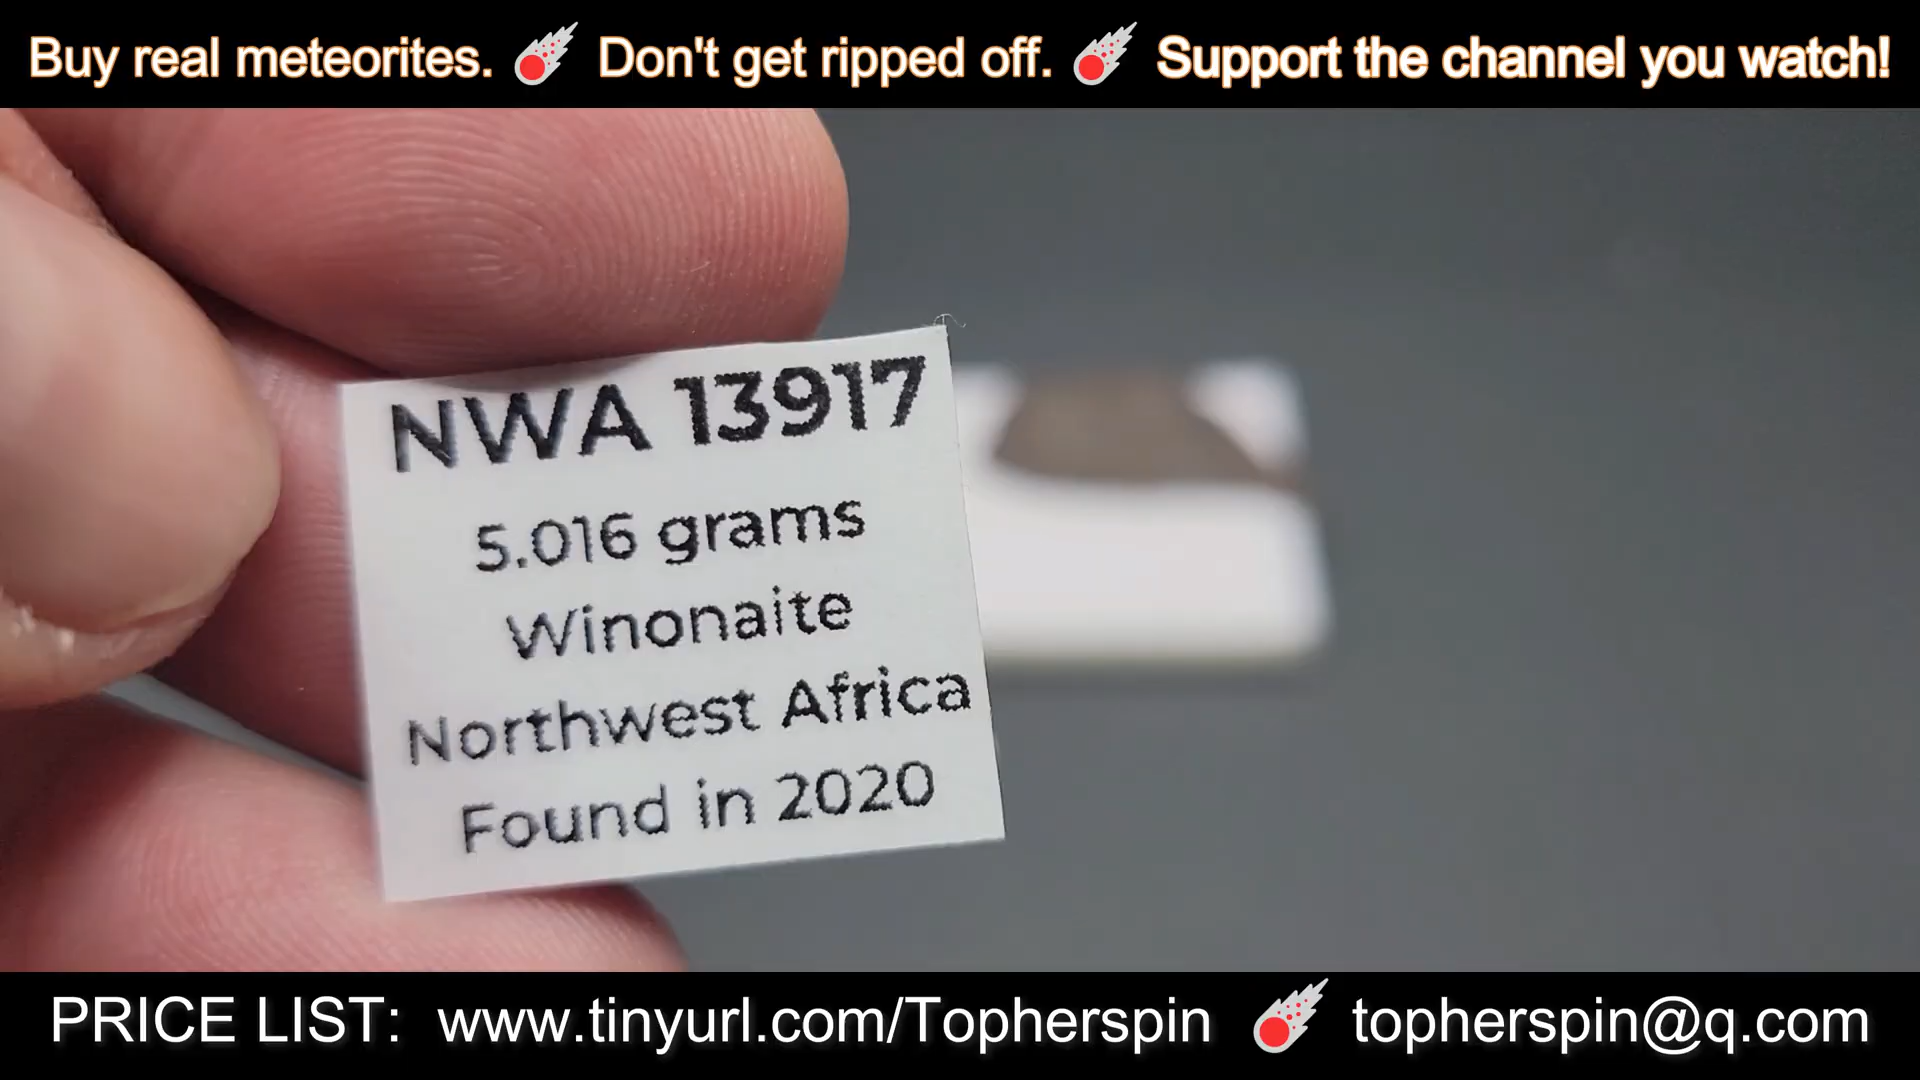 Buy real meteorites. Don't get ripped off. Support the channel you watch!
NWA 13917
5.016 grams
Winonaite
Northwest Africa
Found in 2020
PRICE LIST: www.tinyurl.com/Topherspin topherspin@q.com